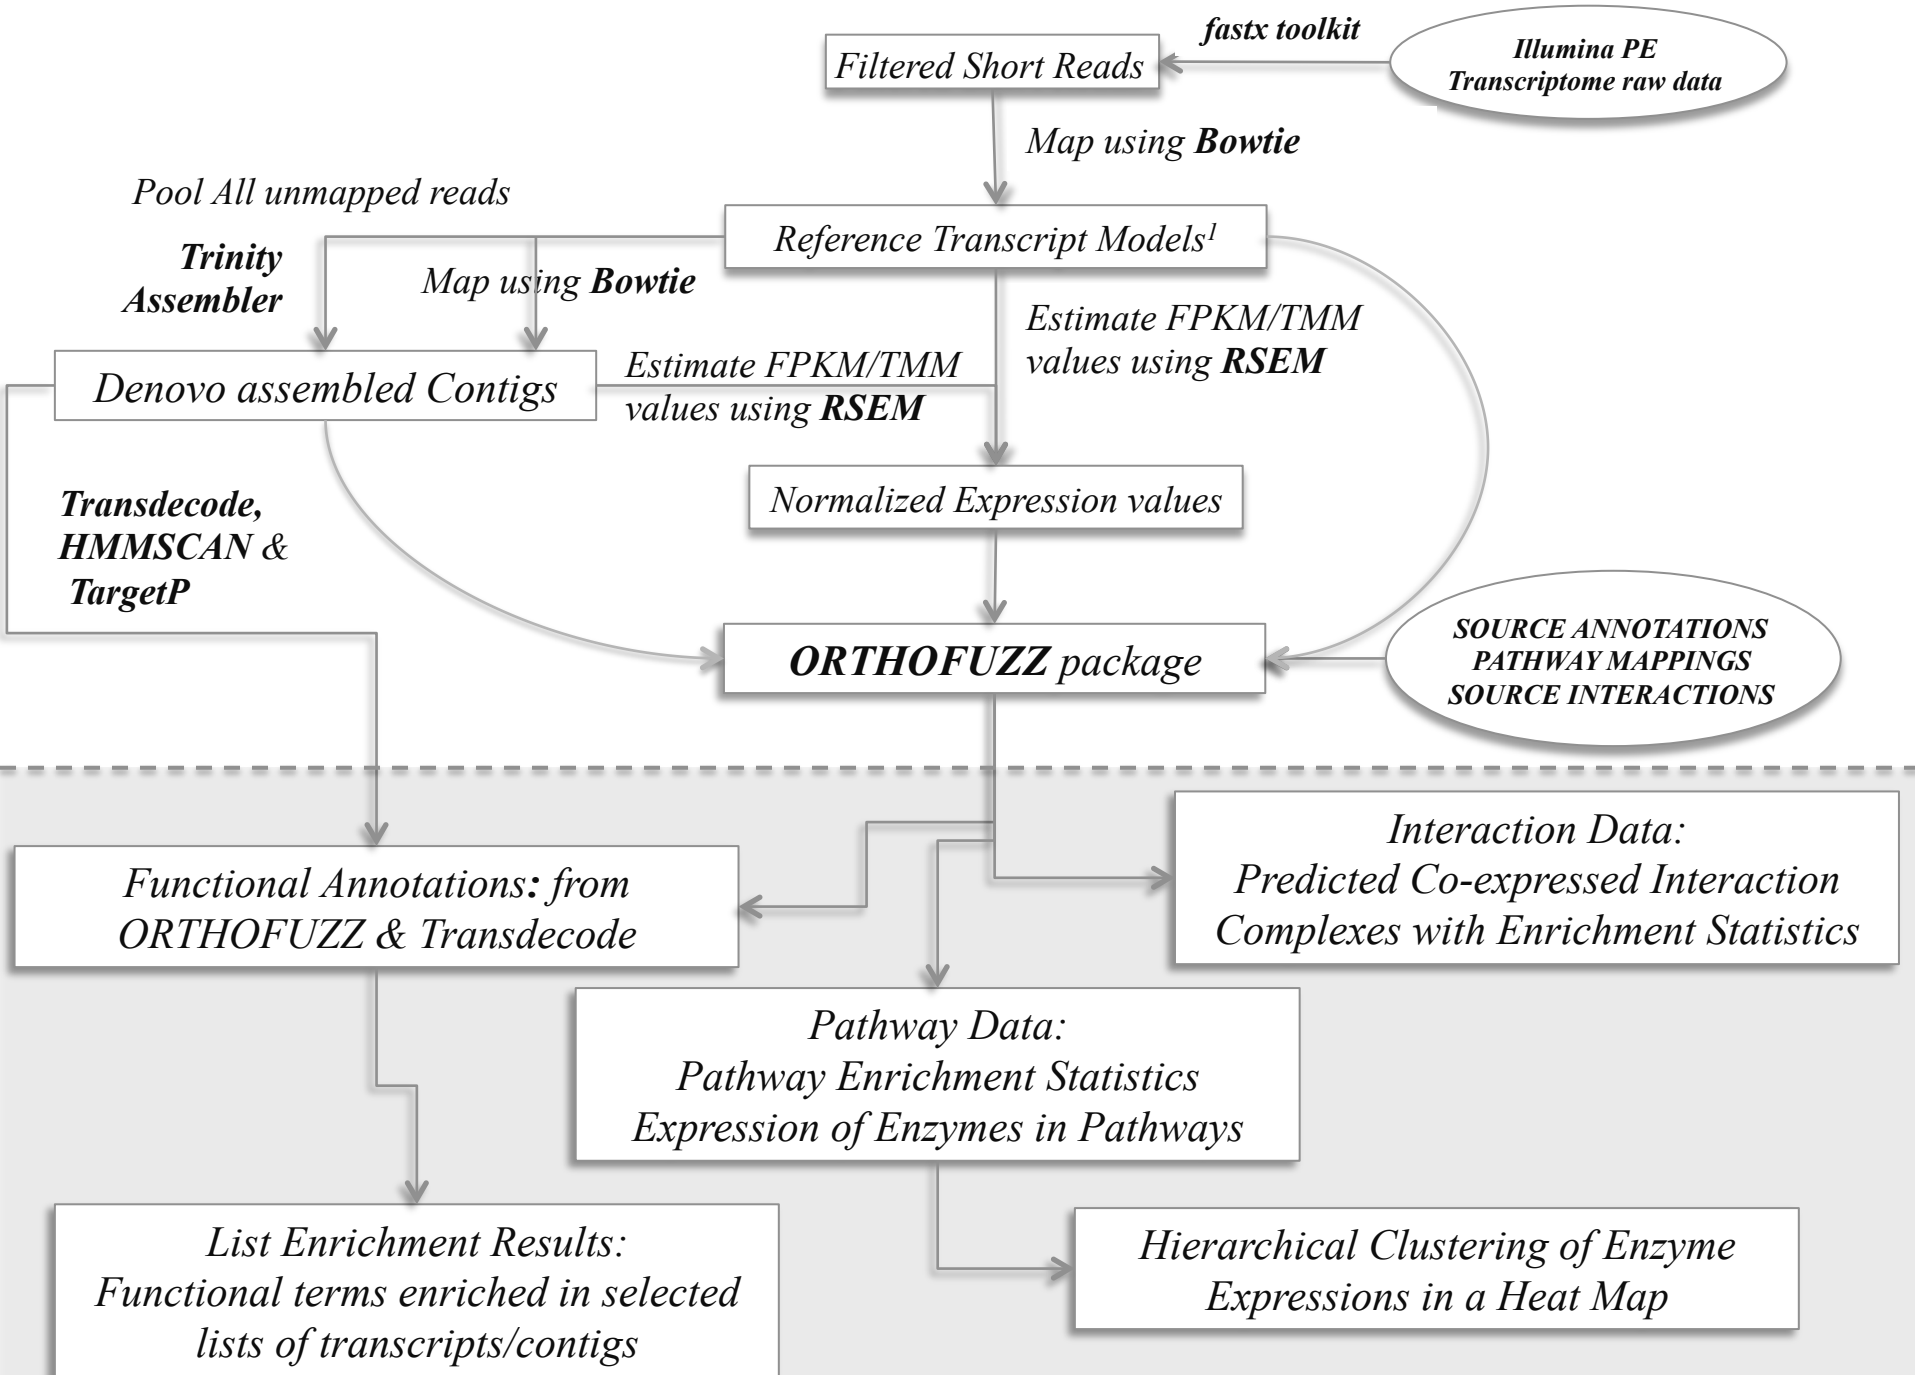 fastx toolkit
Illumina PE
Transcriptome raw data
Filtered Short Reads
Map using Bowtie
Pool All unmapped reads
Reference Transcript Models¹
Trinity
Assembler
Map using Bowtie
Estimate FPKM/TMM
values using RSEM
Denovo assembled Contigs
Estimate FPKM/TMM
values using RSEM
Normalized Expression values
Transdecode,
HMMSCAN &
TargetP
ORTHOFUZZ package
SOURCE ANNOTATIONS
PATHWAY MAPPINGS
SOURCE INTERACTIONS
Interaction Data:
Predicted Co-expressed Interaction
Complexes with Enrichment Statistics
Functional Annotations: from
ORTHOFUZZ & Transdecode
Pathway Data:
Pathway Enrichment Statistics
Expression of Enzymes in Pathways
List Enrichment Results:
Functional terms enriched in selected
lists of transcripts/contigs
Hierarchical Clustering of Enzyme
Expressions in a Heat Map